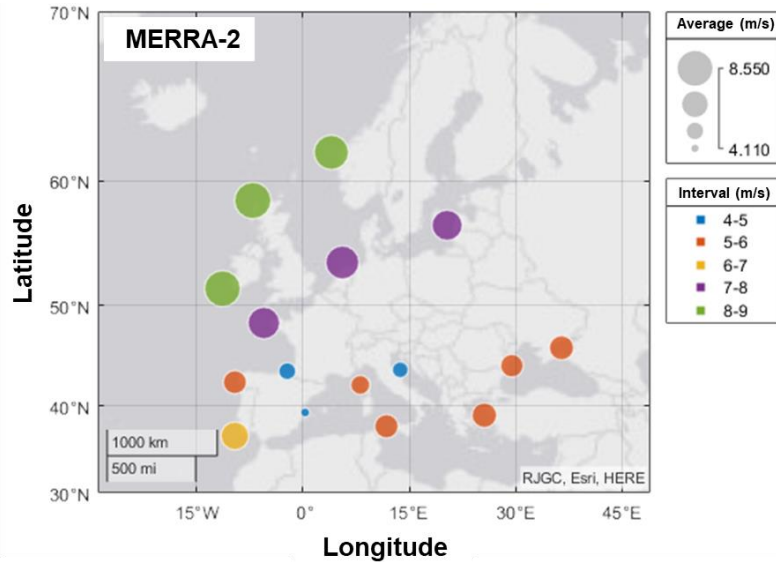 70°N
MERRA-2
60°N
50°N
40°N
30°N
Latitude
1000 km
500 mi
RJGC, Esri, HERE
15°W
0°
15°E
30°E
45°E
Longitude
Average (m/s)
8.550
4.110
Interval (m/s)
4-5
5-6
6-7
7-8
8-9